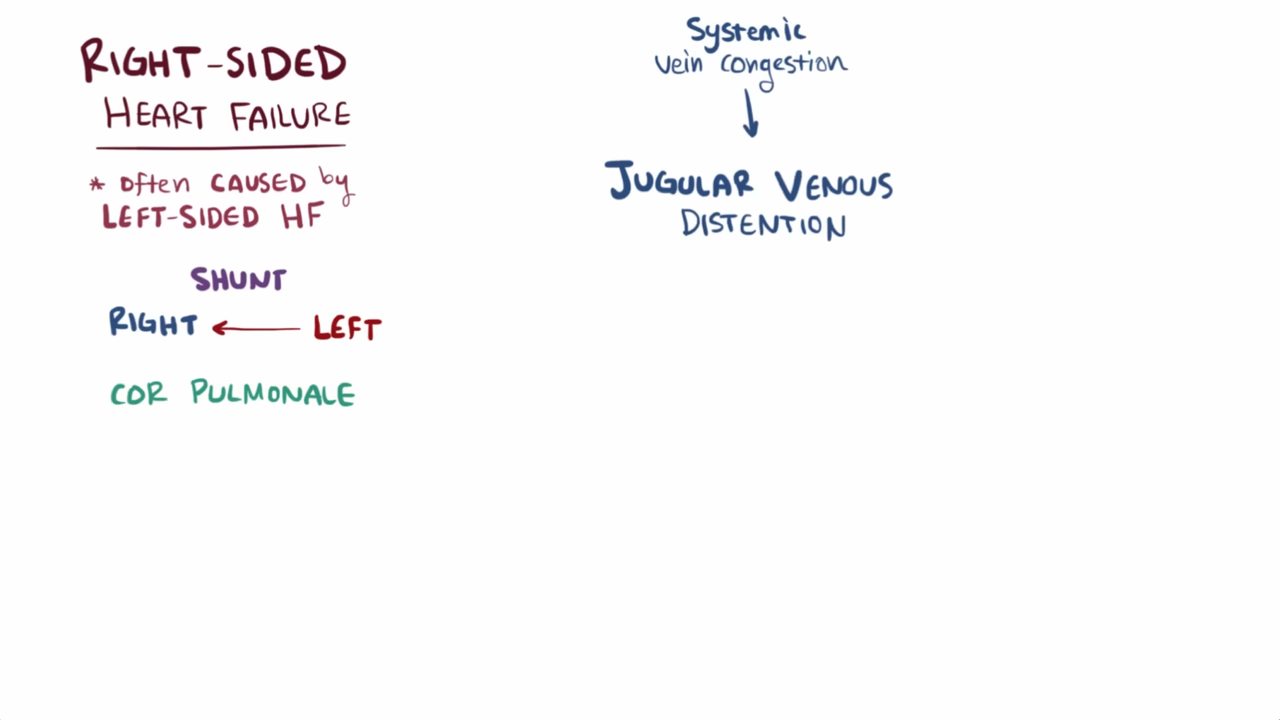 RIGHT-SIDED
HEART FAILURE
* often CAUSED by
LEFT-SIDED HF
SHUNT
RIGHT ← LEFT
COR PULMONALE
Systemic
vein congestion
↓
JUGULAR VENOUS
DISTENTION